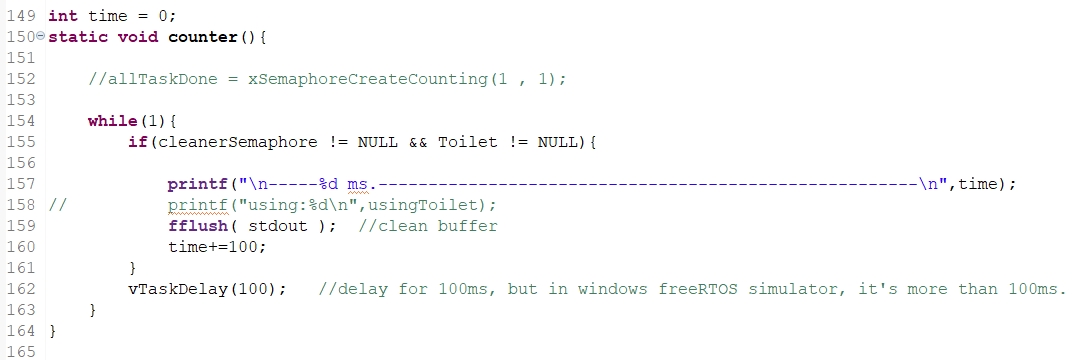 149 int time = 0;
150 static void counter(){
151
152     //allTaskDone = xSemaphoreCreateCounting(1 , 1);
153
154     while(1){
155         if(cleanerSemaphore != NULL && Toilet != NULL){
156
157             printf("\n-----%d ms.------------------------------------------------------\n",time);
158 //          printf("using:%d\n",usingToilet);
159             fflush( stdout );  //clean buffer
160             time+=100;
161         }
162         vTaskDelay(100);   //delay for 100ms, but in windows freeRTOS simulator, it's more than 100ms.
163     }
164 }
165